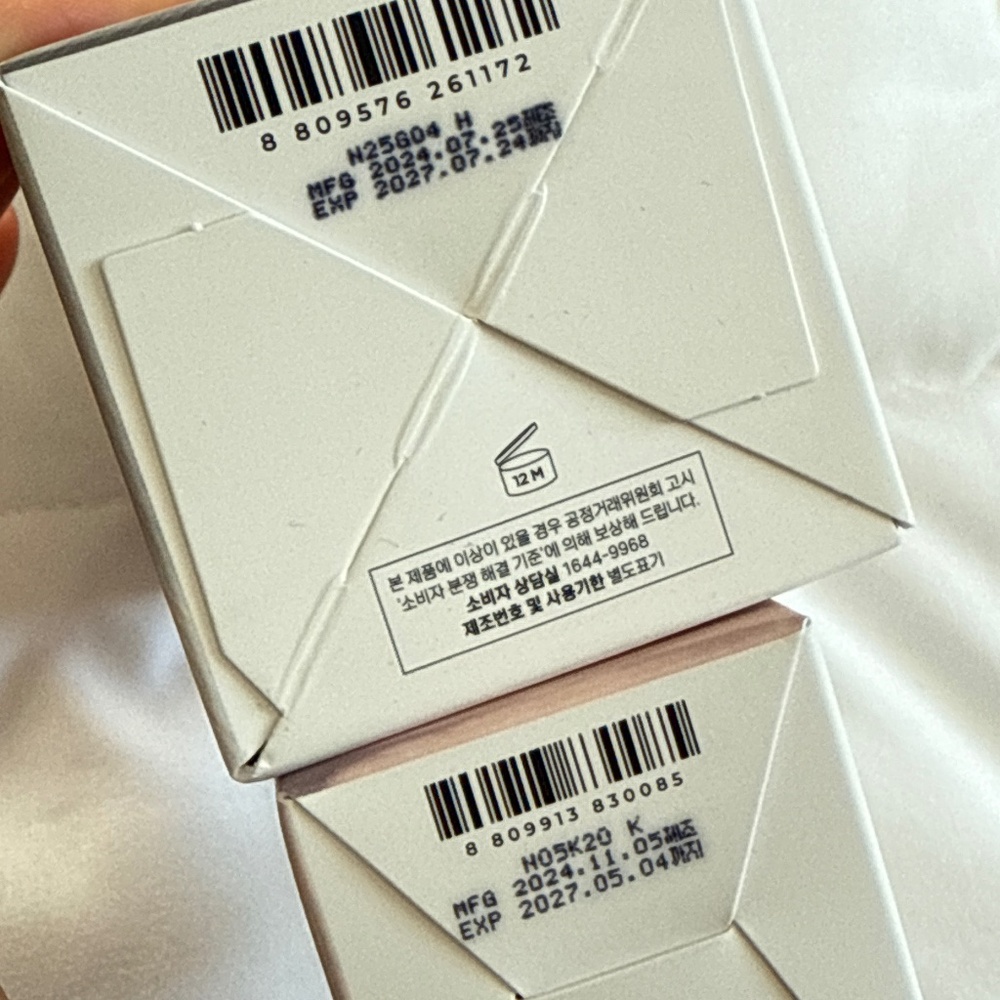 8 809576 261172
N25G04 H
MFG 2024.07.25제조
EXP 2027.07.24까지
12M
본 제품에 이상이 있을 경우 공정거래위원회 고시
'소비자 분쟁 해결 기준'에 의해 보상해 드립니다.
소비자 상담실 1644-9968
제조번호 및 사용기한 별도표기
8 809913 830085
N05K20 K
MFG 2024.11.05제조
EXP 2027.05.04까지